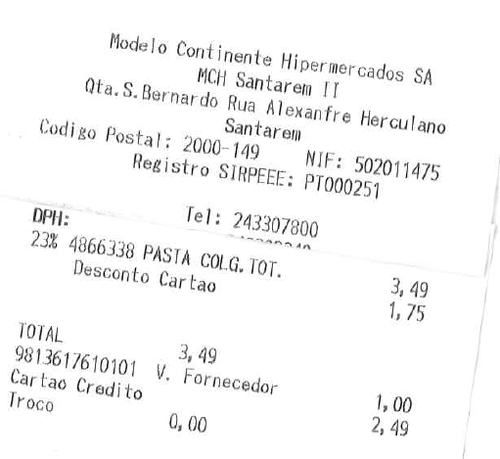 Modelo Continente Hipermercados SA
MCH Santarem II
Qta.S.Bernardo Rua Alexanfre Herculano
Santarem
Codigo Postal: 2000-149 NIF: 502011475
Registro SIRPEEE: PT000251
Tel: 243307800
DPH:
23% 4866338 PASTA COLG.TOT. 3,49
Desconto Cartao 1,75
TOTAL 3,49
9813617610101 V. Fornecedor 1,00
Cartao Credito 2,49
Troco 0,00